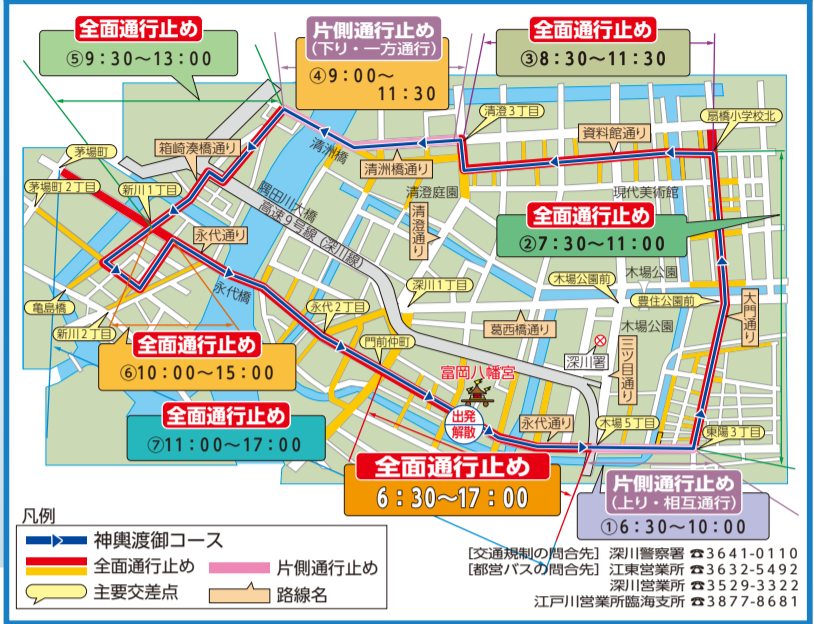 全面通行止め
⑤9:30～13:00
片側通行止め
(下り・一方通行)
④9:00～
11:30
全面通行止め
③8:30～11:30
清澄3丁目
扇橋小学校北
資料館通り
茅場町
箱崎湊橋通り
清洲橋
清洲橋通り
茅場町2丁目
新川1丁目
隅田川大橋
高速9号線(深川線)
清澄庭園
現代美術館
清澄通り
全面通行止め
②7:30～11:00
永代通り
永代橋
亀島橋
新川2丁目
永代2丁目
深川1丁目
木場公園前
木場公園
豊住公園前
大門通り
葛西橋通り
木場公園
全面通行止め
⑥10:00～15:00
門前仲町
深川署
三ツ目通り
富岡八幡宮
出発
解散
全面通行止め
⑦11:00～17:00
永代通り
木場5丁目
東陽3丁目
全面通行止め
6:30～17:00
片側通行止め
(上り・相互通行)
①6:30～10:00
凡例
神輿渡御コース
全面通行止め
片側通行止め
主要交差点
路線名
[交通規制の問合先] 深川警察署 ☎3641-0110
[都営バスの問合先] 江東営業所 ☎3632-5492
深川営業所 ☎3529-3322
江戸川営業所臨海支所 ☎3877-8681